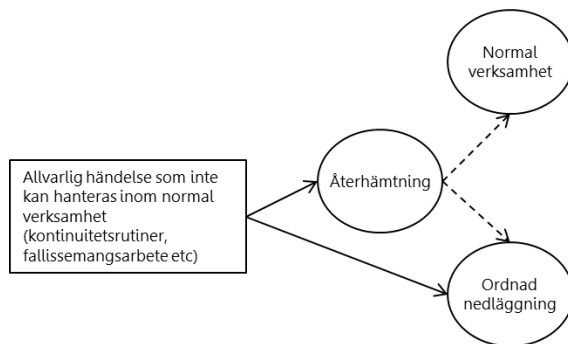 Normal
verksamhet
Allvarlig händelse som inte
kan hanteras inom normal
verksamhet
(kontinuitetsrutiner,
fallissemangsarbete etc)
Återhämtning
Ordnad
nedläggning